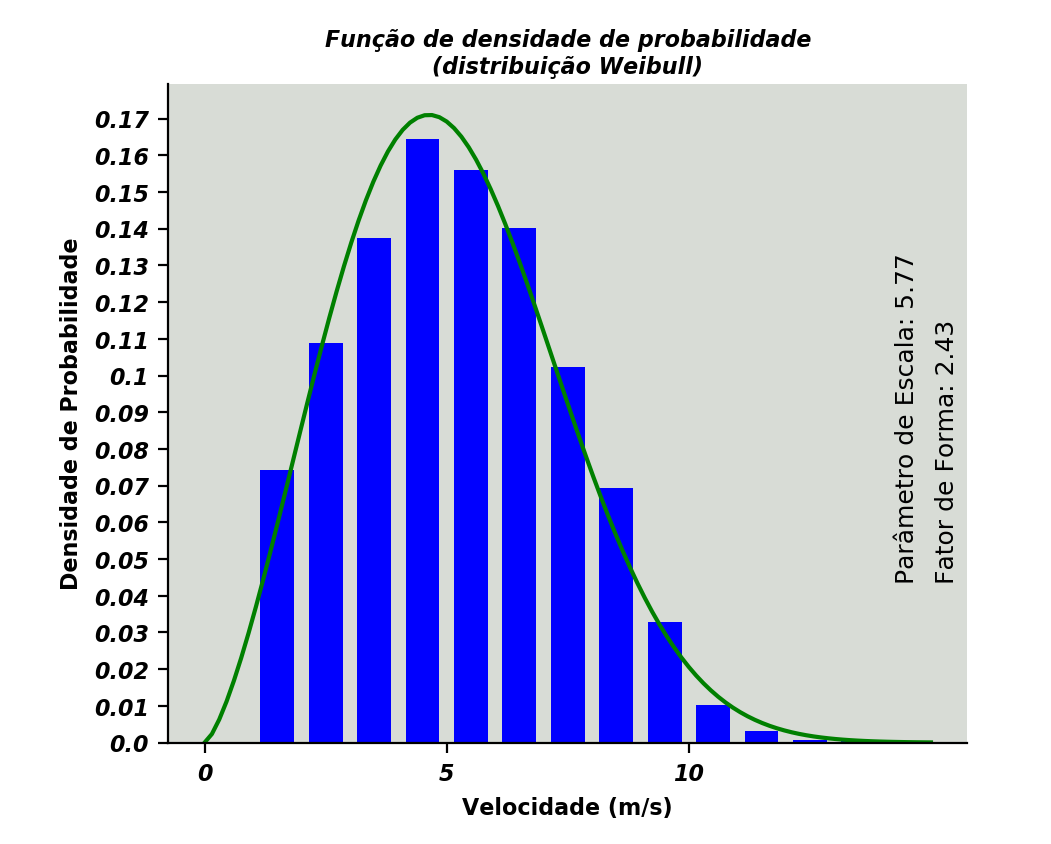 Função de densidade de probabilidade
(distribuição Weibull)
Densidade de Probabilidade
0.17
0.16
0.15
0.14
0.13
0.12
0.11
0.1
0.09
0.08
0.07
0.06
0.05
0.04
0.03
0.02
0.01
0.0
Parâmetro de Escala: 5.77
Fator de Forma: 2.43
0 5 10
Velocidade (m/s)